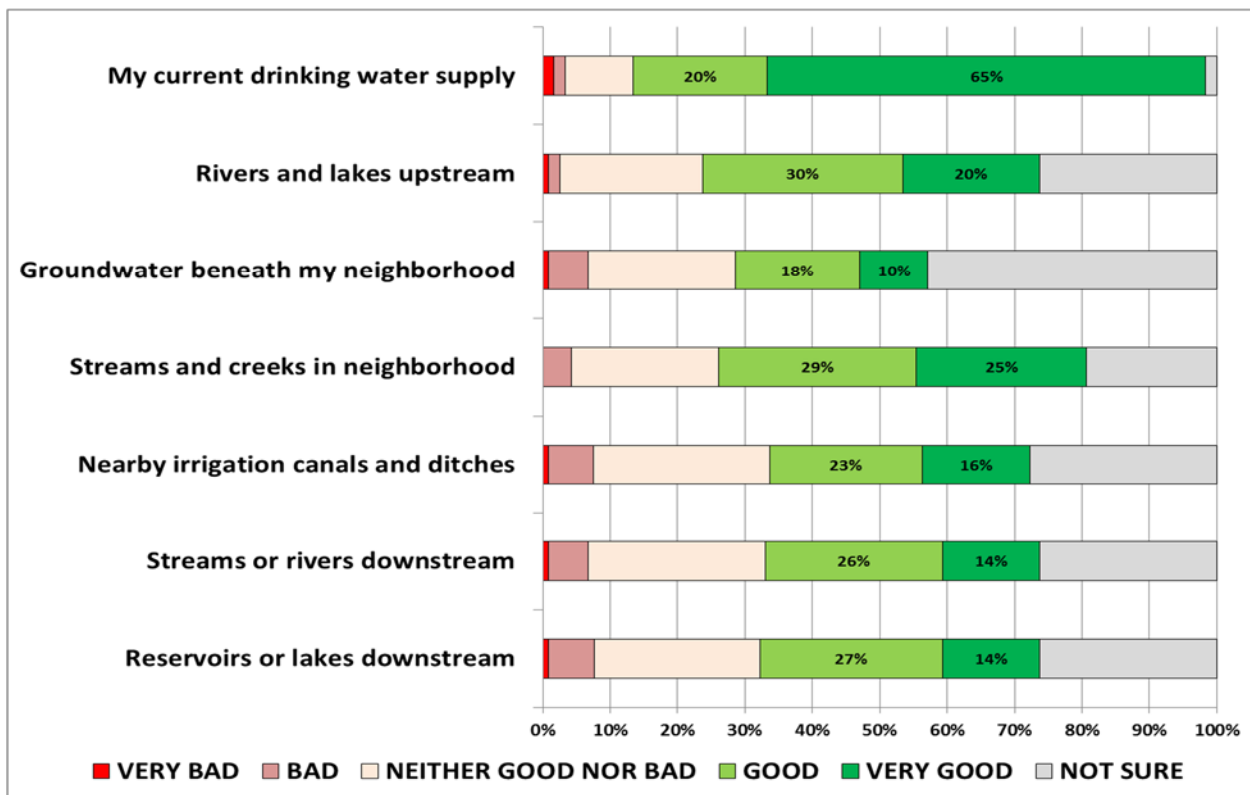 My current drinking water supply
20% 65%
Rivers and lakes upstream
30% 20%
Groundwater beneath my neighborhood
18% 10%
Streams and creeks in neighborhood
29% 25%
Nearby irrigation canals and ditches
23% 16%
Streams or rivers downstream
26% 14%
Reservoirs or lakes downstream
27% 14%
0% 10% 20% 30% 40% 50% 60% 70% 80% 90% 100%
VERY BAD BAD NEITHER GOOD NOR BAD GOOD VERY GOOD NOT SURE